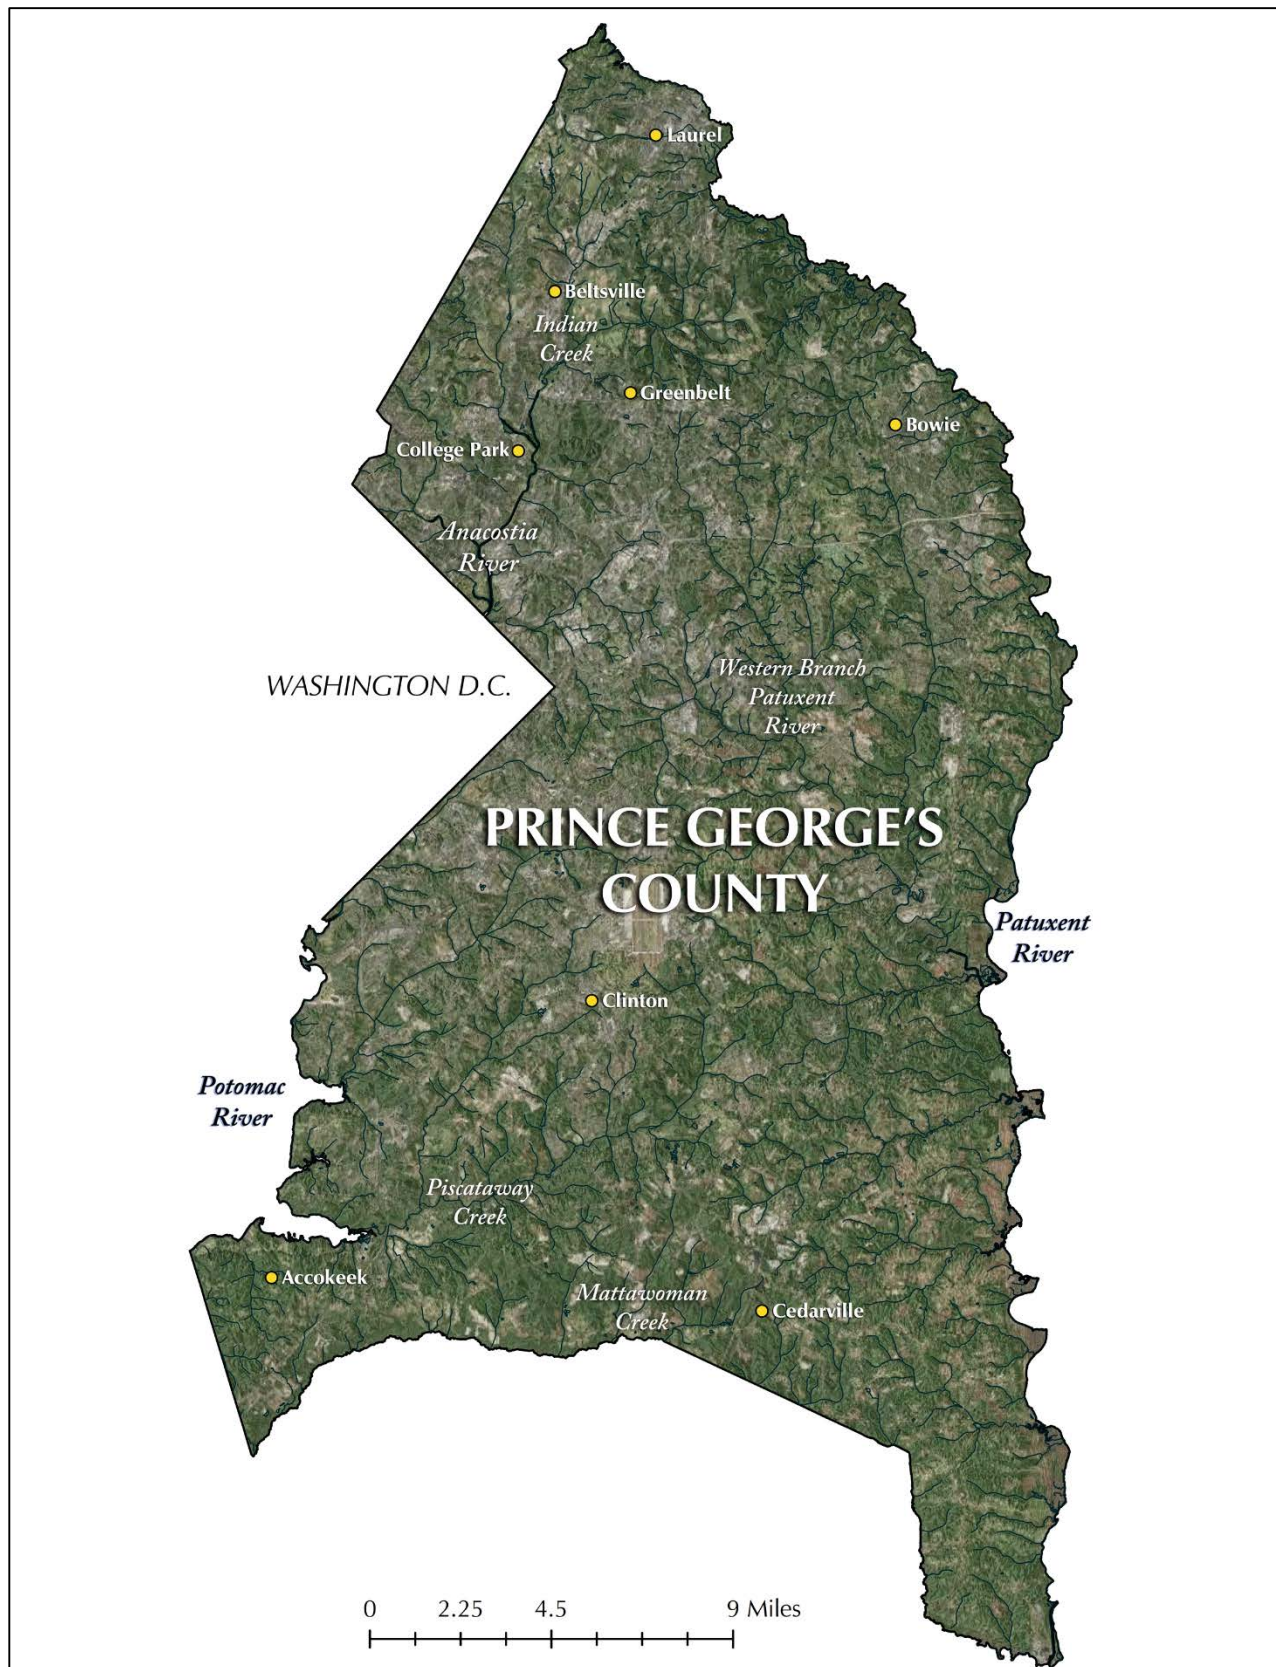 Laurel
Beltsville
Indian
Creek
Greenbelt
Bowie
College Park
Anacostia
River
WASHINGTON D.C.
Western Branch
Patuxent
River
PRINCE GEORGE'S
COUNTY
Patuxent
River
Clinton
Potomac
River
Piscataway
Creek
Accokeek
Mattawoman
Creek
Cedarville
0 2.25 4.5 9 Miles